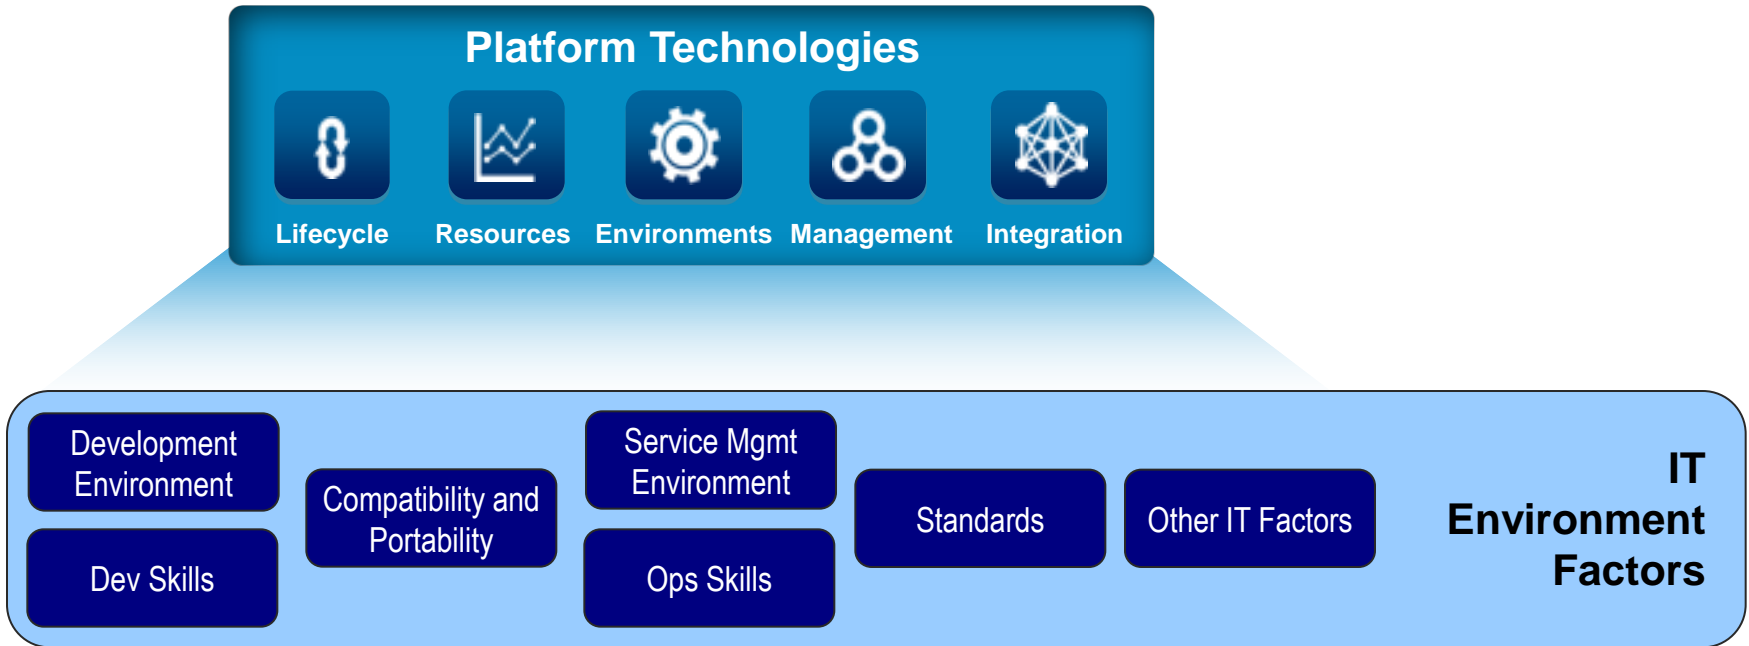 Platform Technologies
Lifecycle
Resources
Environments
Management
Integration
Development
Environment
Dev Skills
Compatibility and
Portability
Service Mgmt
Environment
Ops Skills
Standards
Other IT Factors
IT
Environment
Factors